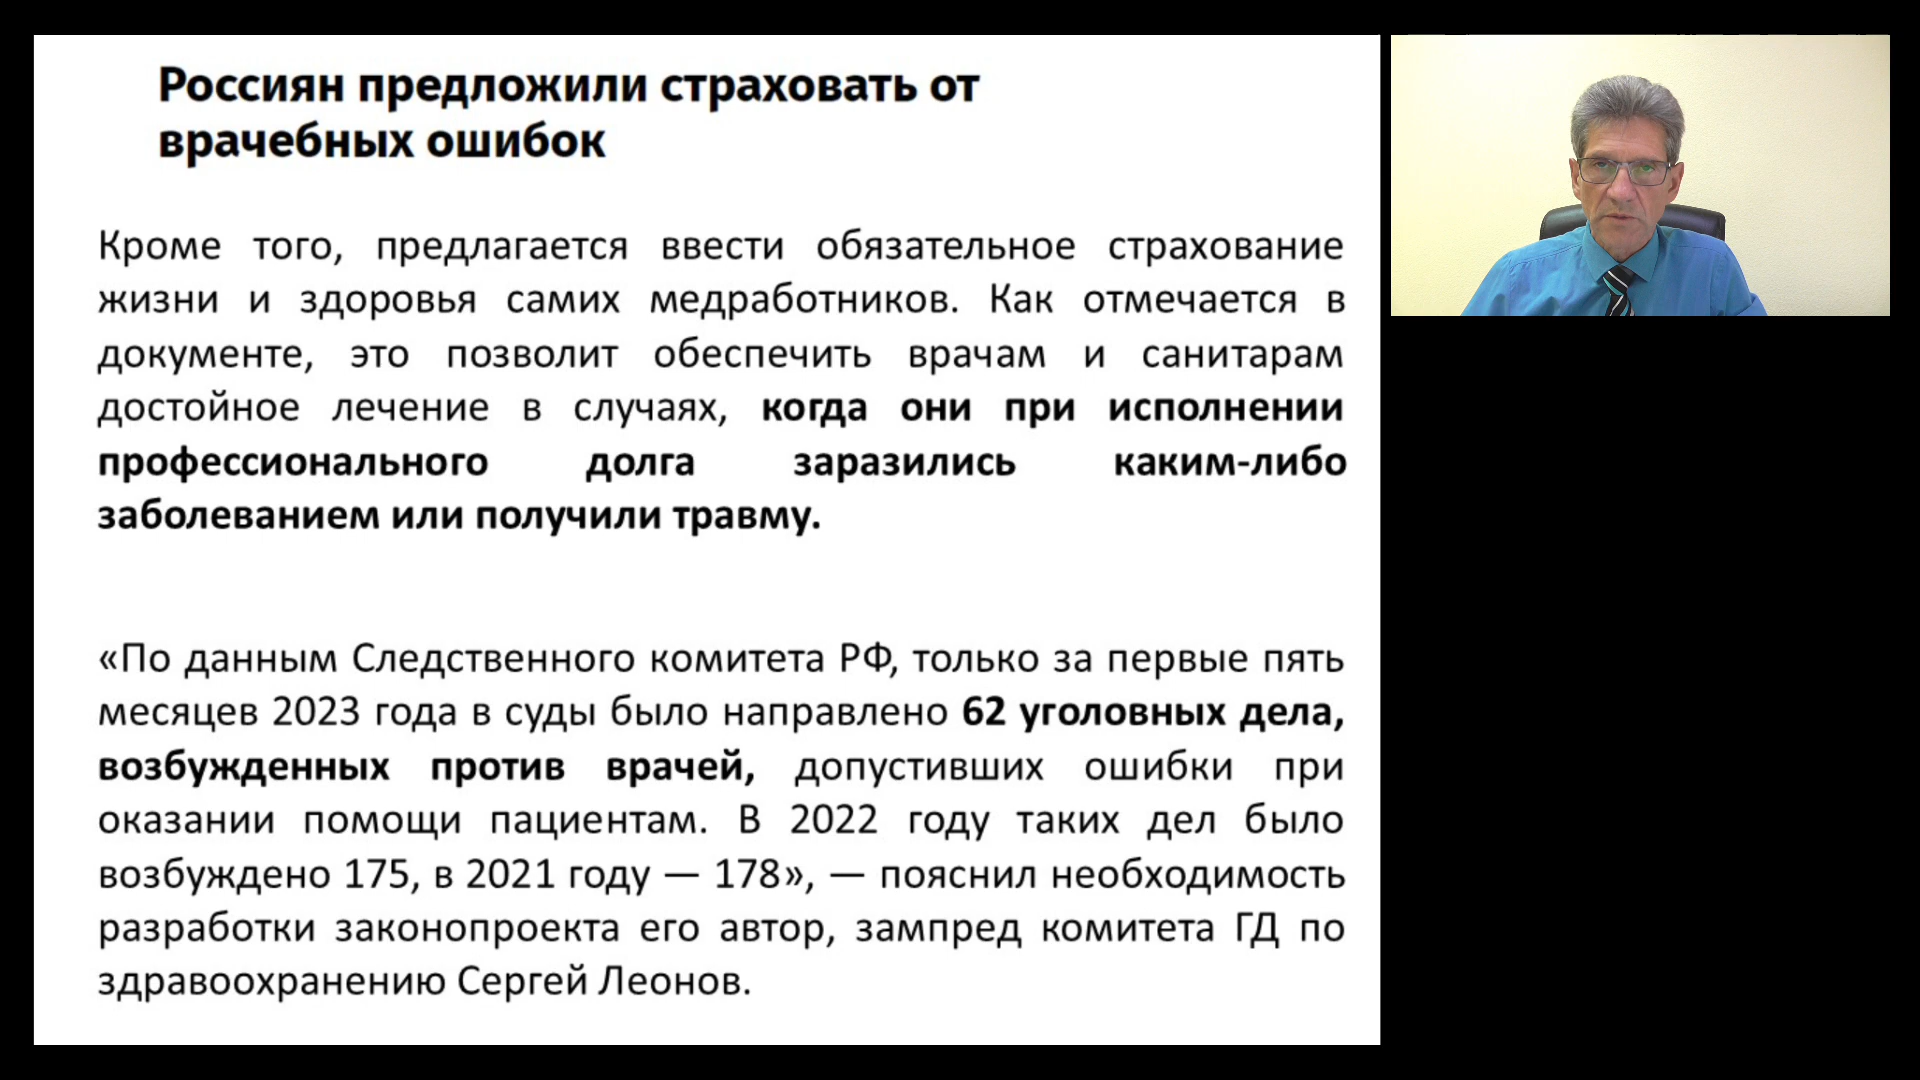 Россиян предложили страховать от
врачебных ошибок
Кроме того, предлагается ввести обязательное страхование
жизни и здоровья самих медработников. Как отмечается в
документе, это позволит обеспечить врачам и санитарам
достойное лечение в случаях, когда они при исполнении
профессионального долга заразились каким-либо
заболеванием или получили травму.
«По данным Следственного комитета РФ, только за первые пять
месяцев 2023 года в суды было направлено 62 уголовных дела,
возбужденных против врачей, допустивших ошибки при
оказании помощи пациентам. В 2022 году таких дел было
возбуждено 175, в 2021 году — 178», — пояснил необходимость
разработки законопроекта его автор, зампред комитета ГД по
здравоохранению Сергей Леонов.